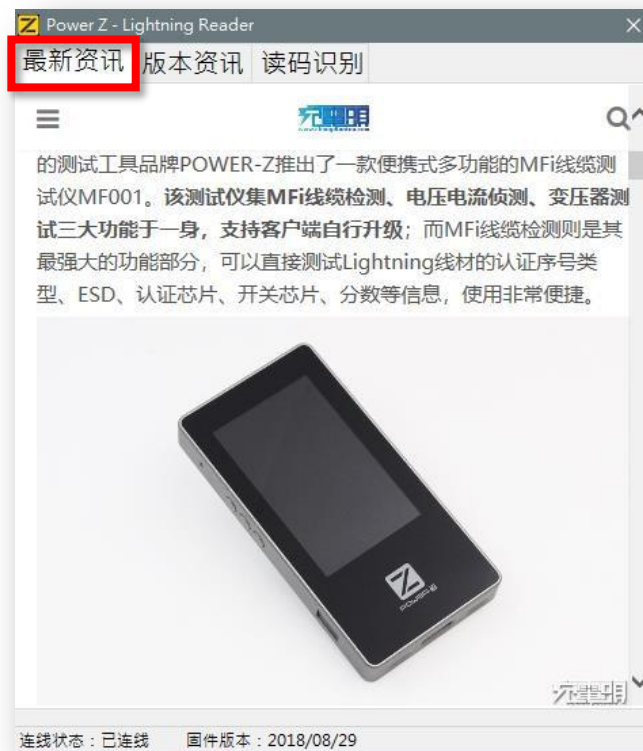 Power Z - Lightning Reader
最新资讯 版本资讯 读码识别
充电头
的测试工具品牌POWER-Z推出了一款便携式多功能的MFi线缆测
试仪MF001。该测试仪集MFi线缆检测、电压电流侦测、变压器测
试三大功能于一身，支持客户端自行升级；而MFi线缆检测则是其
最强大的功能部分，可以直接测试Lightning线材的认证序号类
型、ESD、认证芯片、开关芯片、分数等信息，使用非常便捷。
Z
POWER-Z
连线状态：已连线 固件版本：2018/08/29